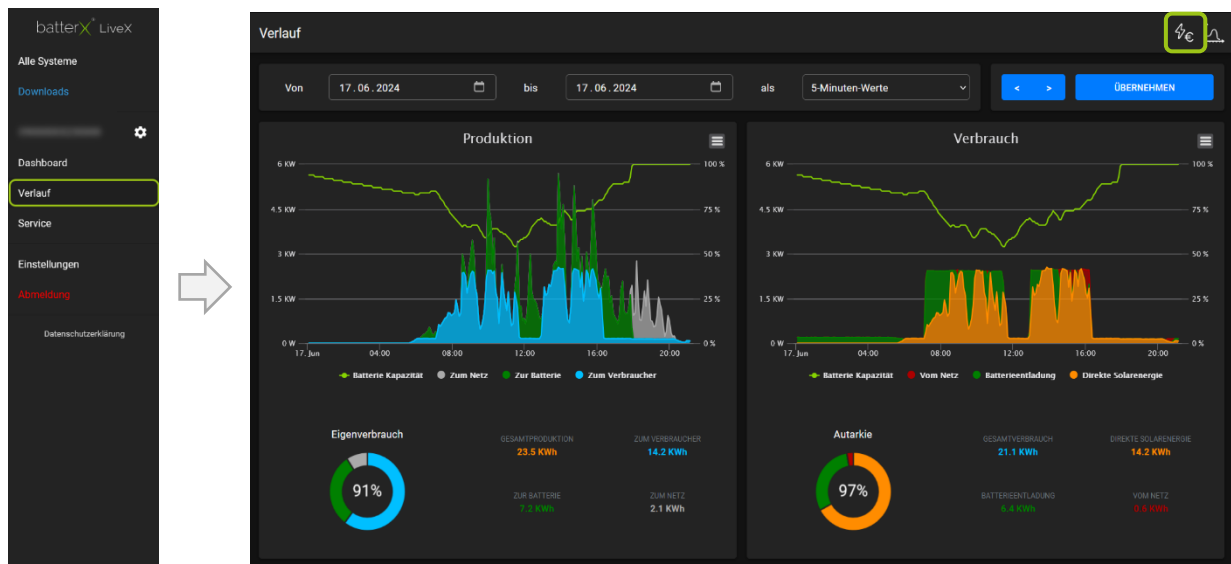 batterX® LiveX
Alle Systeme
Downloads
Dashboard
Verlauf
Service
Einstellungen
Abmeldung
Datenschutzerklärung
Verlauf
€
Von 17.06.2024 bis 17.06.2024 als 5-Minuten-Werte < > ÜBERNEHMEN
Produktion
6 KW 100 %
4.5 KW 75 %
3 KW 50 %
1.5 KW 25 %
0 W 0 %
17. Jun 04:00 08:00 12:00 16:00 20:00
Batterie Kapazität Zum Netz Zur Batterie Zum Verbraucher
Eigenverbrauch
91%
GESAMTPRODUKTION ZUM VERBRAUCHER
23.5 KWh 14.2 KWh
ZUR BATTERIE ZUM NETZ
7.2 KWh 2.1 KWh
Verbrauch
6 KW 100 %
4.5 KW 75 %
3 KW 50 %
1.5 KW 25 %
0 W 0 %
17. Jun 04:00 08:00 12:00 16:00 20:00
Batterie Kapazität Vom Netz Batterieentladung Direkte Solarenergie
Autarkie
97%
GESAMTVERBRAUCH DIREKTE SOLARENERGIE
21.1 KWh 14.2 KWh
BATTERIEENTLADUNG VOM NETZ
6.4 KWh 0.6 KWh